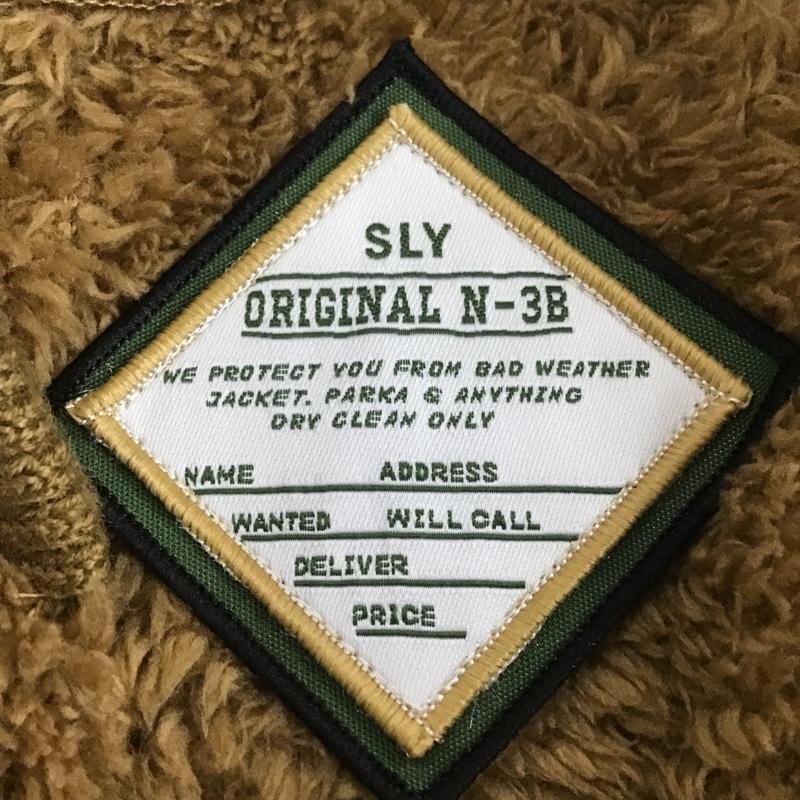 SLY
ORIGINAL N-3B
WE PROTECT YOU FROM BAD WEATHER
JACKET. PARKA & ANYTHING
DRY CLEAN ONLY
NAME ADDRESS
WANTED WILL CALL
DELIVER
PRICE